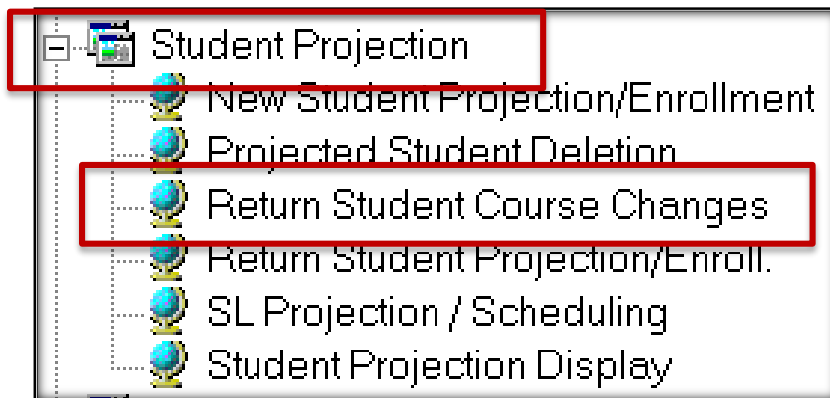 Student Projection
New Student Projection/Enrollment
Projected Student Deletion
Return Student Course Changes
Return Student Projection/Enroll.
SL Projection / Scheduling
Student Projection Display